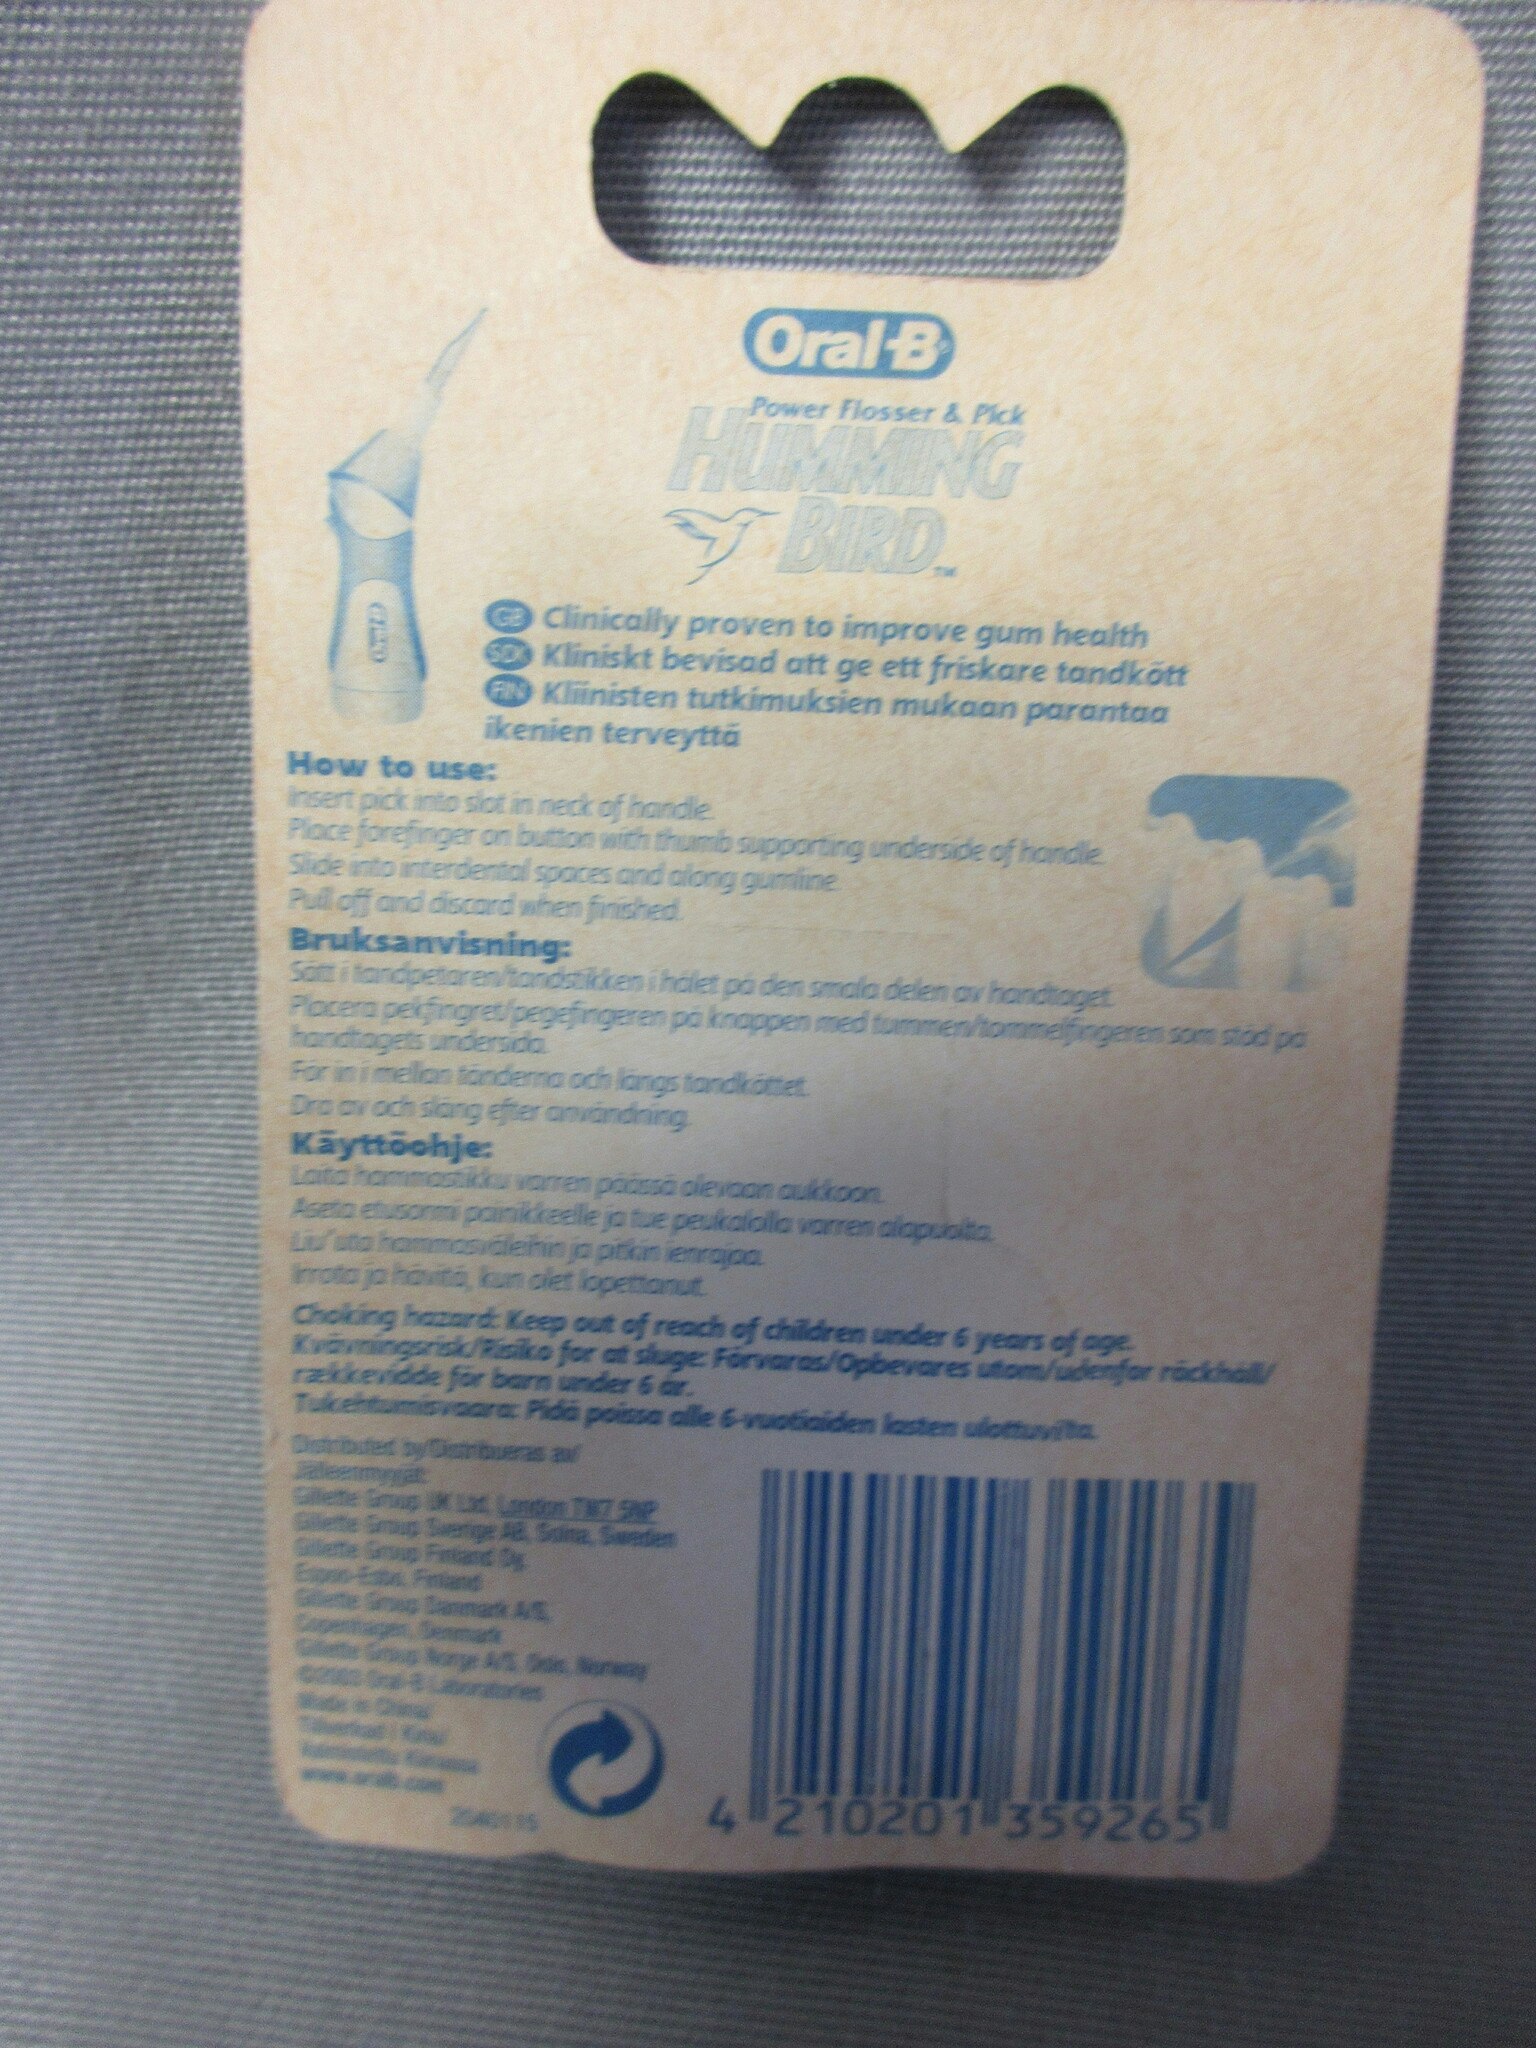 Oral-B
Power Flosser & Pick
HUMMING
BIRD™
GB Clinically proven to improve gum health
SCN Kliniskt bevisad att ge ett friskare tandkött
FIN Kliinisten tutkimuksien mukaan parantaa
ikenien terveyttä
How to use:
Insert pick into slot in neck of handle.
Place forefinger on button with thumb supporting underside of handle.
Slide into interdental spaces and along gumline.
Pull off and discard when finished.
Bruksanvisning:
Sätt i tandpetaren/tandstikken i hålet på den smala delen av handtaget.
Placera pekfingret/pegefingeren på knappen med tummen/tommelfingeren som stöd på
handtagets undersida.
För in i mellan tänderna och längs tandköttet.
Dra av och släng efter användning.
Käyttöohje:
Laita hammastikku varren päässä olevaan aukkoon.
Aseta etusormi painikkeelle ja tue peukalolla varren alapuolta.
Liu'uta hammasväleihin ja pitkin ienrajaa.
Irrota ja hävitä, kun olet lopettanut.
Choking hazard: Keep out of reach of children under 6 years of age.
Kvävningsrisk/Risiko for at sluge: Förvaras/Opbevares utom/udenfor räckhåll/
rækkevidde för barn under 6 år.
Tukehtumisvaara: Pidä poissa alle 6-vuotiaiden lasten ulottuvilta.
Distributed by/Distribueras av/
Jälleenmyyjät:
Gillette Group UK Ltd. London TW7 5NP
Gillette Group Sverige AB, Solna, Sweden
Gillette Group Finland Oy,
Espoo-Esbo, Finland
Gillette Group Danmark A/S,
Copenhagen, Denmark
Gillette Group Norge A/S, Oslo, Norway
Oral-B Laboratories
Made in China/
Tillverkad i Kina/
www.oralb.com
4 210201 359265